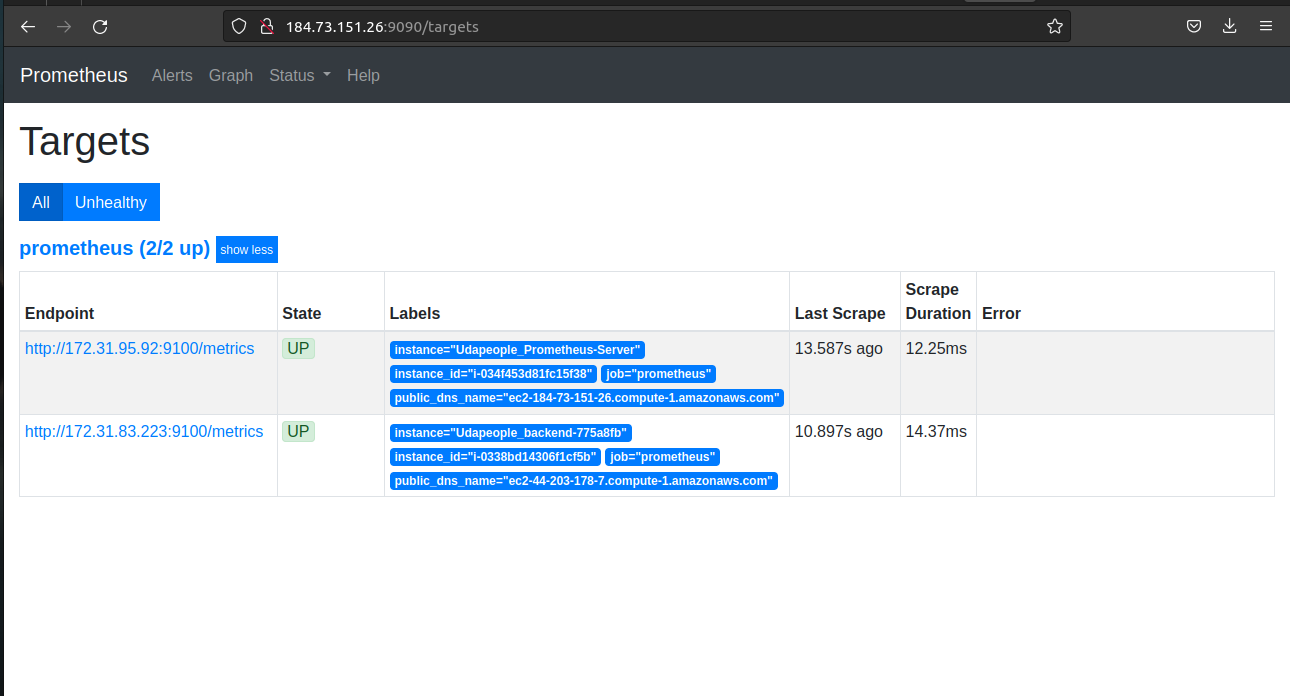 184.73.151.26:9090/targets
Prometheus Alerts Graph Status Help
Targets
All Unhealthy
prometheus (2/2 up) show less
Endpoint State Labels Last Scrape Scrape Duration Error
http://172.31.95.92:9100/metrics UP instance="Udapeople_Prometheus-Server" 13.587s ago 12.25ms
instance_id="i-034f453d81fc15f38" job="prometheus"
public_dns_name="ec2-184-73-151-26.compute-1.amazonaws.com"
http://172.31.83.223:9100/metrics UP instance="Udapeople_backend-775a8fb" 10.897s ago 14.37ms
instance_id="i-0338bd14306f1cf5b" job="prometheus"
public_dns_name="ec2-44-203-178-7.compute-1.amazonaws.com"